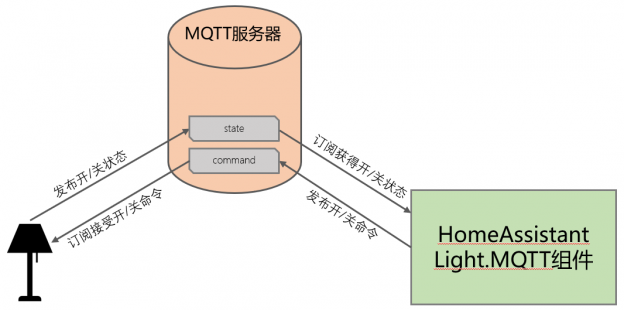 MQTT服务器
state
command
发布开/关状态
订阅接受开/关命令
订阅获得开/关状态
发布开/关命令
HomeAssistant
Light.MQTT组件